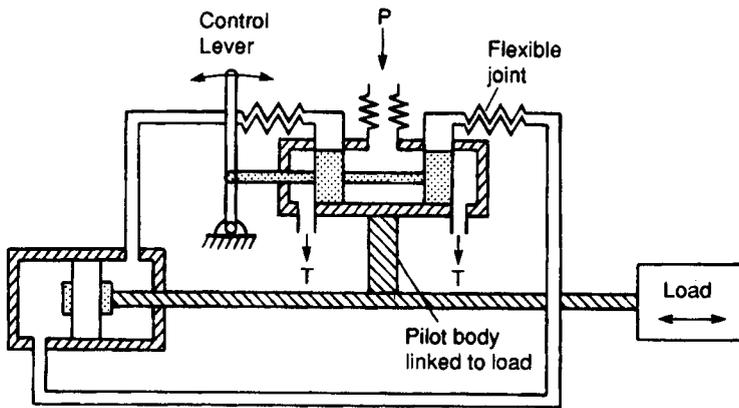 Control
Lever
P
Flexible
joint
T
T
Load
Pilot body
linked to load